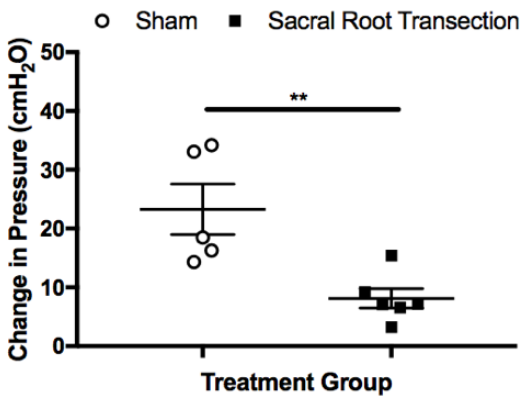 Sham Sacral Root Transection
Change in Pressure (cmH₂O)
50
40
30
20
10
0
**
Treatment Group